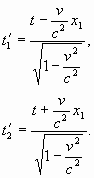 t′₁ = (t − (v/c²) x₁) / √(1 − v²/c²),
t′₂ = (t + (v/c²) x₁) / √(1 − v²/c²).